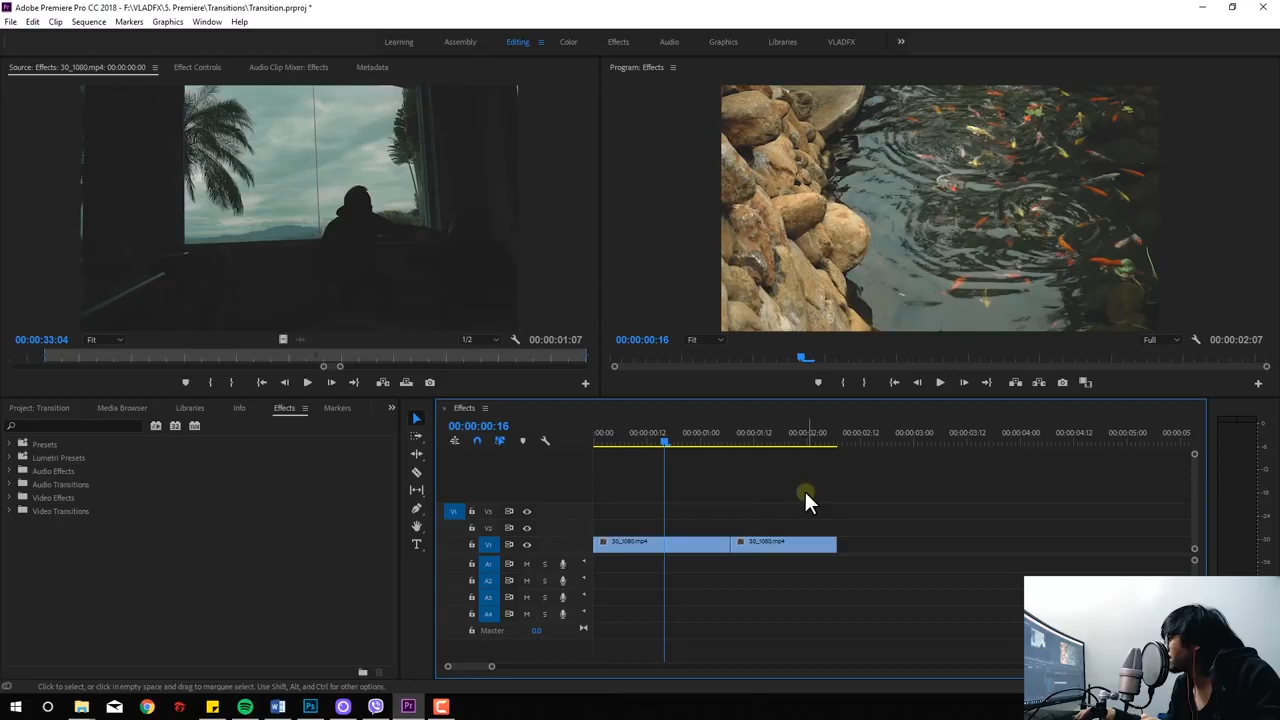 Adobe Premiere Pro CC 2018 - F:\VLADFX\5. Premiere\Transitions\Transition.prproj *
File Edit Clip Sequence Markers Graphics Window Help
Learning Assembly Editing Color Effects Audio Graphics Libraries VLADFX
Source: Effects: 30_1080.mp4: 00:00:00:00 Effect Controls Audio Clip Mixer: Effects Metadata
Program: Effects
00:00:33:04 Fit 1/2 00:00:01:07
00:00:00:16 Fit Full 00:00:02:07
Project: Transition Media Browser Libraries Info Effects Markers
Presets
Lumetri Presets
Audio Effects
Audio Transitions
Video Effects
Video Transitions
Effects
00:00:00:16
:00:00 00:00:00:12 00:00:01:00 00:00:01:12 00:00:02:00 00:00:02:12 00:00:03:00 00:00:03:12 00:00:04:00 00:00:04:12 00:00:05:00 00:00:05
V1 V3
V2
V1 30_1080.mp4 30_1080.mp4
A1 M S
A2 M S
A3 M S
A4 M S
Master 0.0
0
-6
-12
-18
-24
-30
-36
Click to select, or click in empty space and drag to marquee select. Use Shift, Alt, and Ctrl for other options.